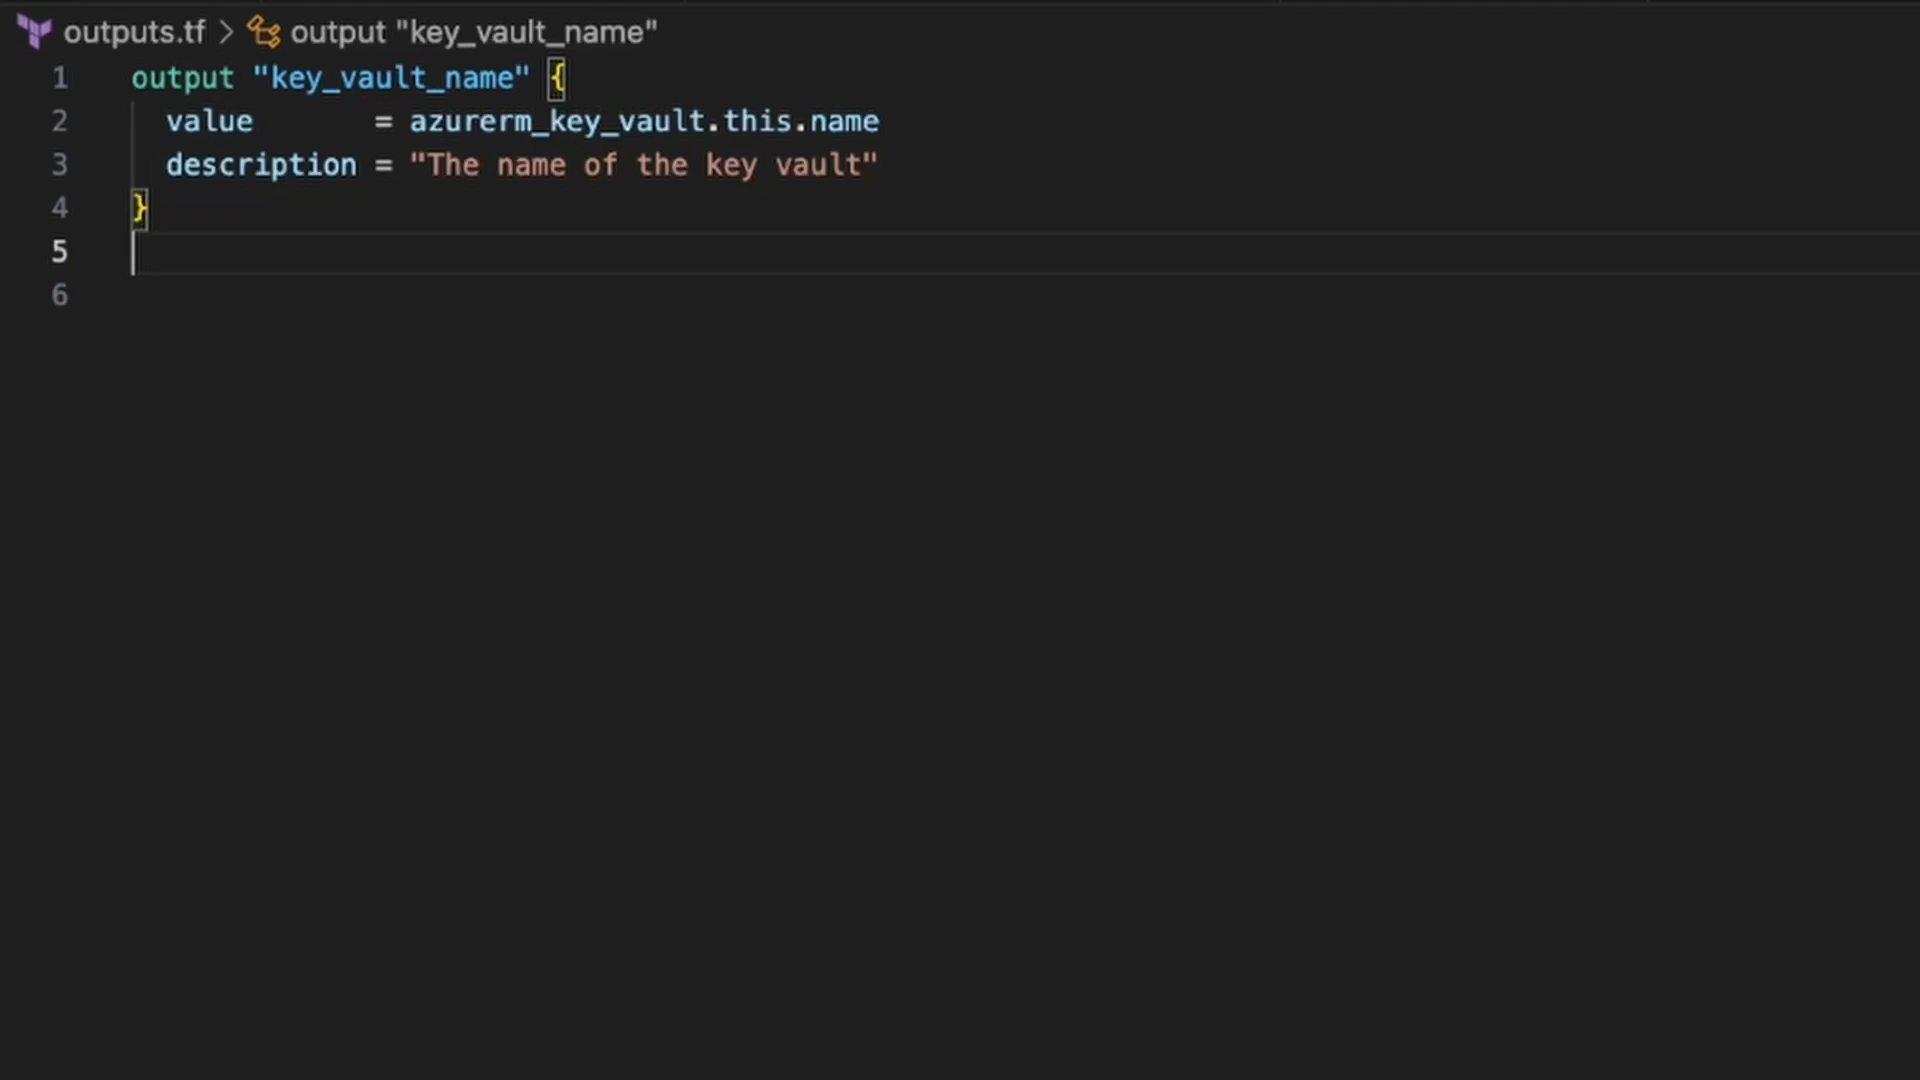 outputs.tf > output "key_vault_name"
1 output "key_vault_name" {
2   value       = azurerm_key_vault.this.name
3   description = "The name of the key vault"
4 }
5
6